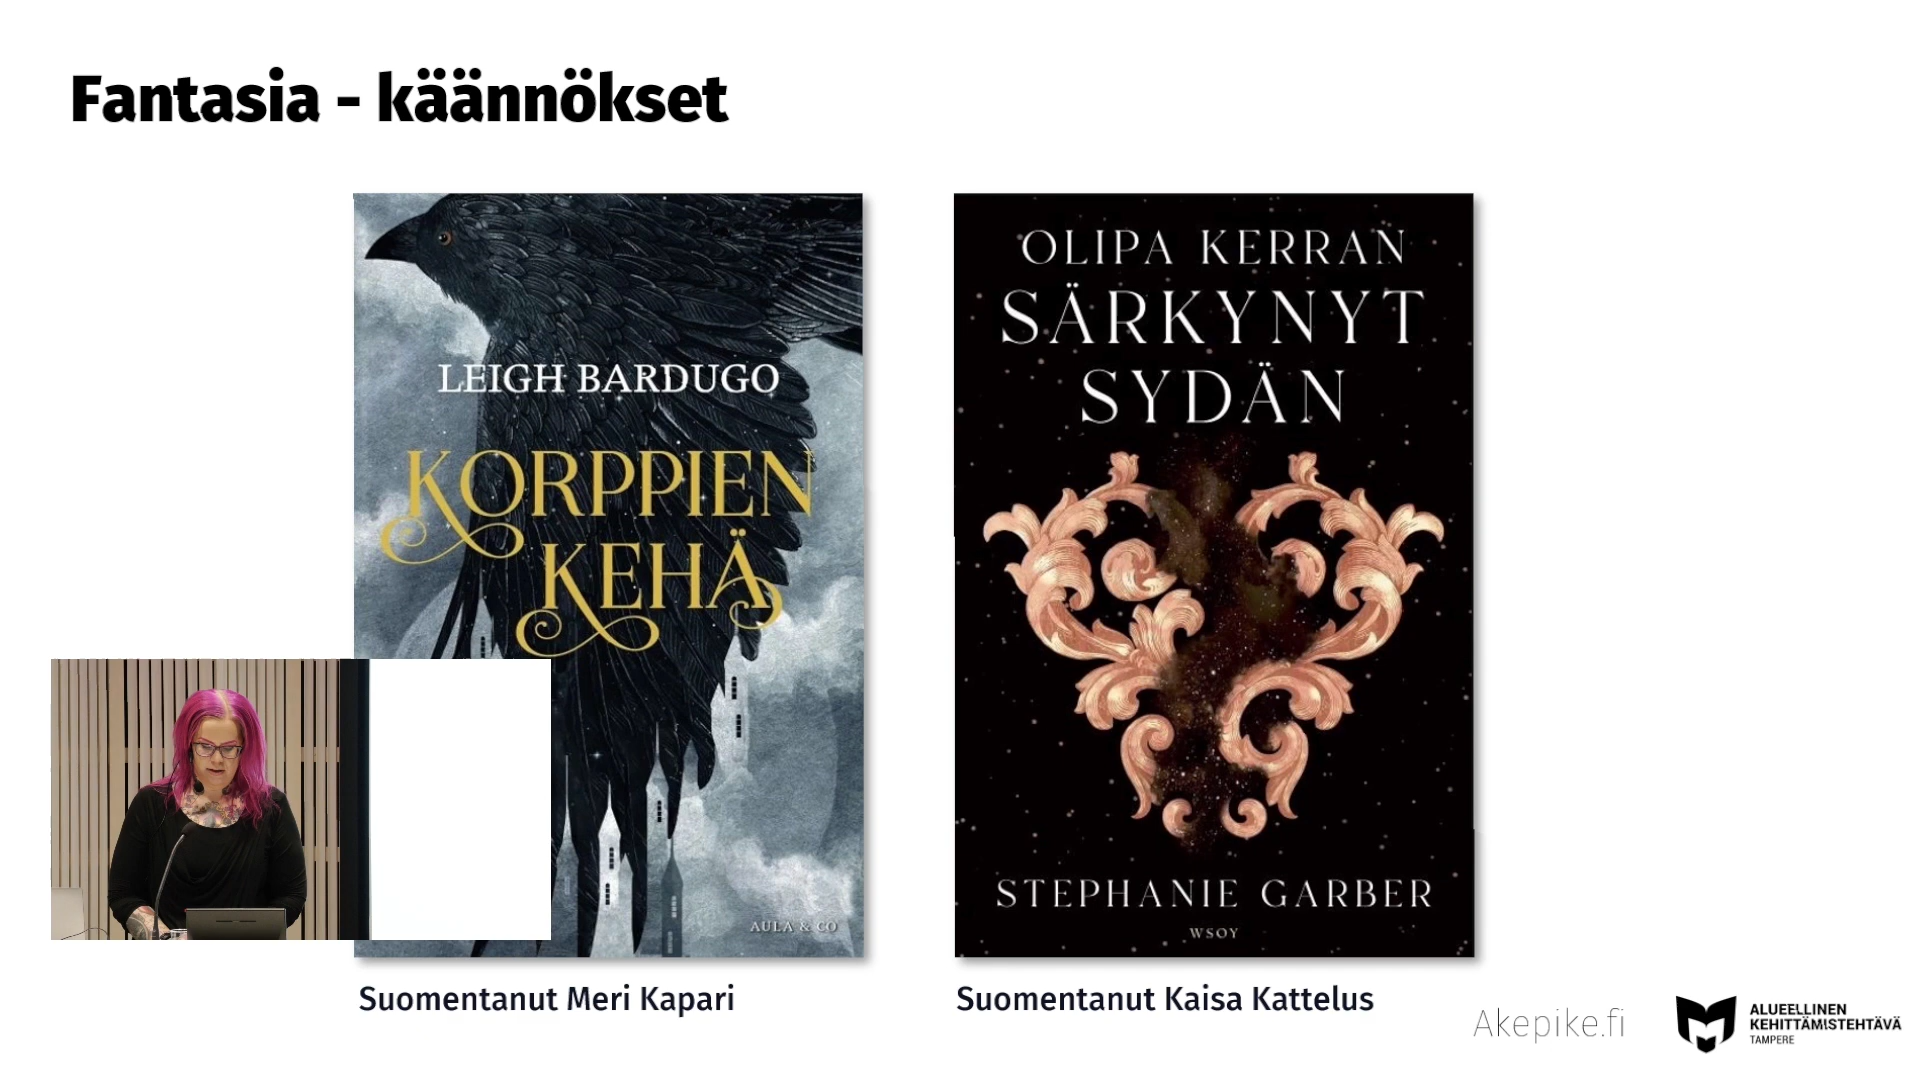 Fantasia - käännökset
LEIGH BARDUGO
KORPPIEN
KEHÄ
AULA & CO
Suomentanut Meri Kapari
OLIPA KERRAN
SÄRKYNYT
SYDÄN
STEPHANIE GARBER
WSOY
Suomentanut Kaisa Kattelus
Akepike.fi
ALUEELLINEN
KEHITTÄMISTEHTÄVÄ
TAMPERE